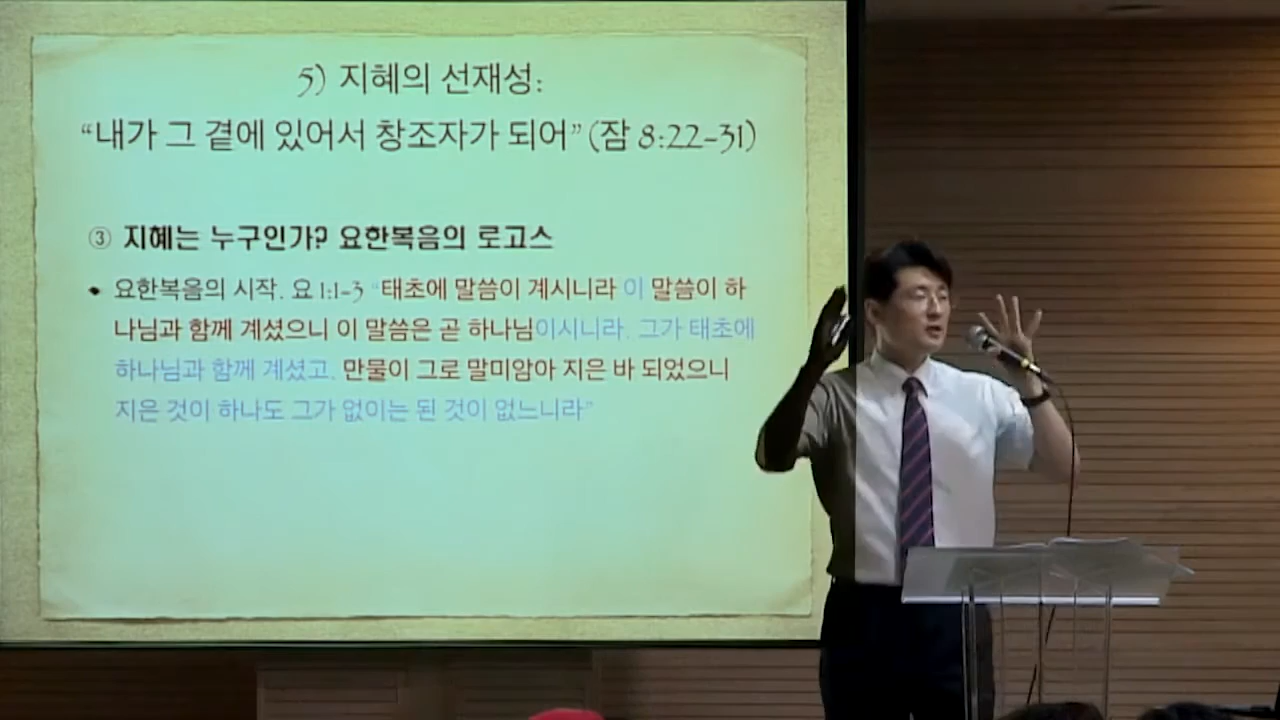 5) 지혜의 선재성:
“내가 그 곁에 있어서 창조자가 되어”(잠 8:22-31)
③ 지혜는 누구인가? 요한복음의 로고스
• 요한복음의 시작. 요 1:1-3 “태초에 말씀이 계시니라 이 말씀이 하
나님과 함께 계셨으니 이 말씀은 곧 하나님이시니라. 그가 태초에
하나님과 함께 계셨고. 만물이 그로 말미암아 지은 바 되었으니
지은 것이 하나도 그가 없이는 된 것이 없느니라”